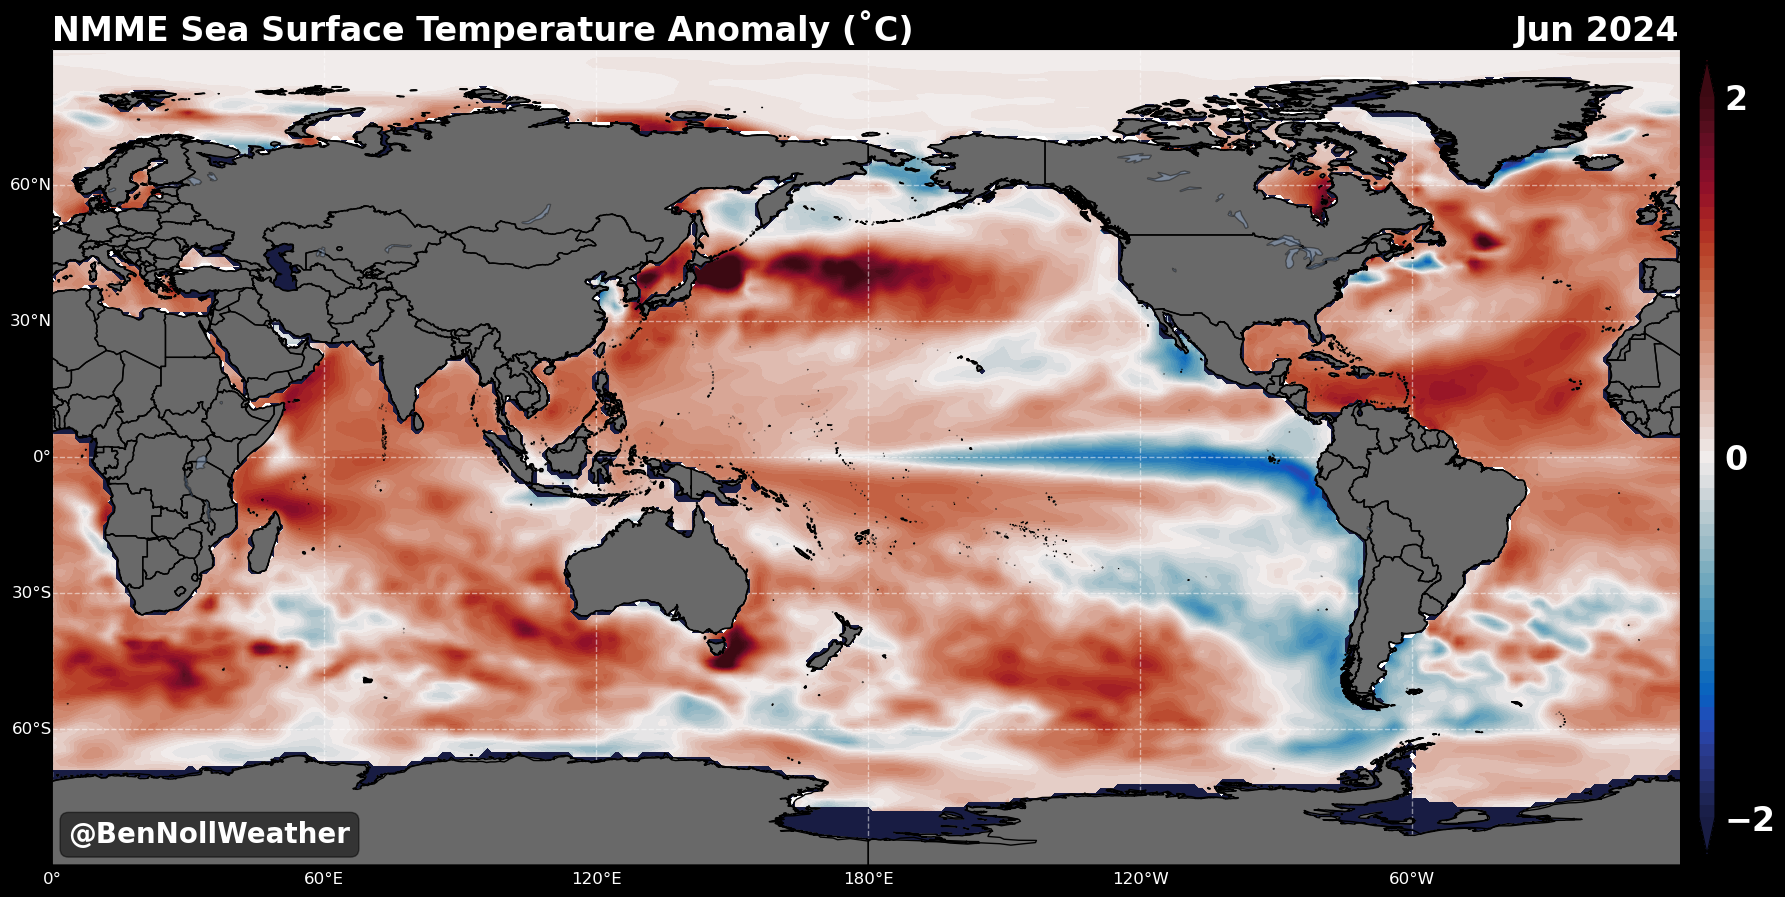 NMME Sea Surface Temperature Anomaly (˚C)
Jun 2024
2
0
−2
60°N
30°N
0°
30°S
60°S
@BenNollWeather
0°
60°E
120°E
180°E
120°W
60°W